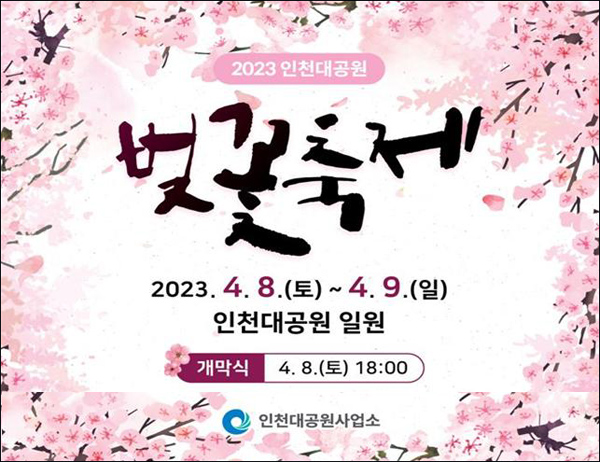 2023 인천대공원
벚꽃축제
2023. 4. 8.(토) ~ 4. 9.(일)
인천대공원 일원
개막식 4. 8.(토) 18:00
인천대공원사업소